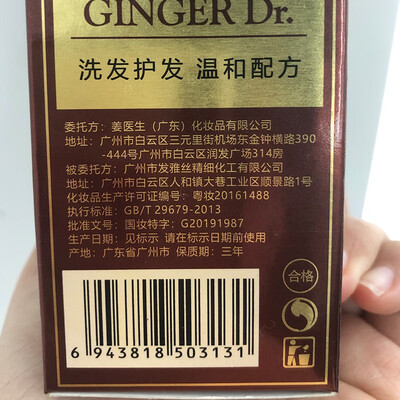 GINGER Dr.
洗发护发 温和配方
委托方：姜医生（广东）化妆品有限公司
地址：广州市白云区三元里街机场东金钟横路390
-444号广州市白云区润发广场314房
被委托方：广州市发雅丝精细化工有限公司
地址：广州市白云区人和镇大巷工业区顺景路1号
化妆品生产许可证编号：粤妆20161488
执行标准：GB/T 29679-2013
批准文号：国妆特字：G20191987
生产日期：见标示 请在标示日期前使用
产地：广东省广州市 保质期：三年
合格
6 943818 503131